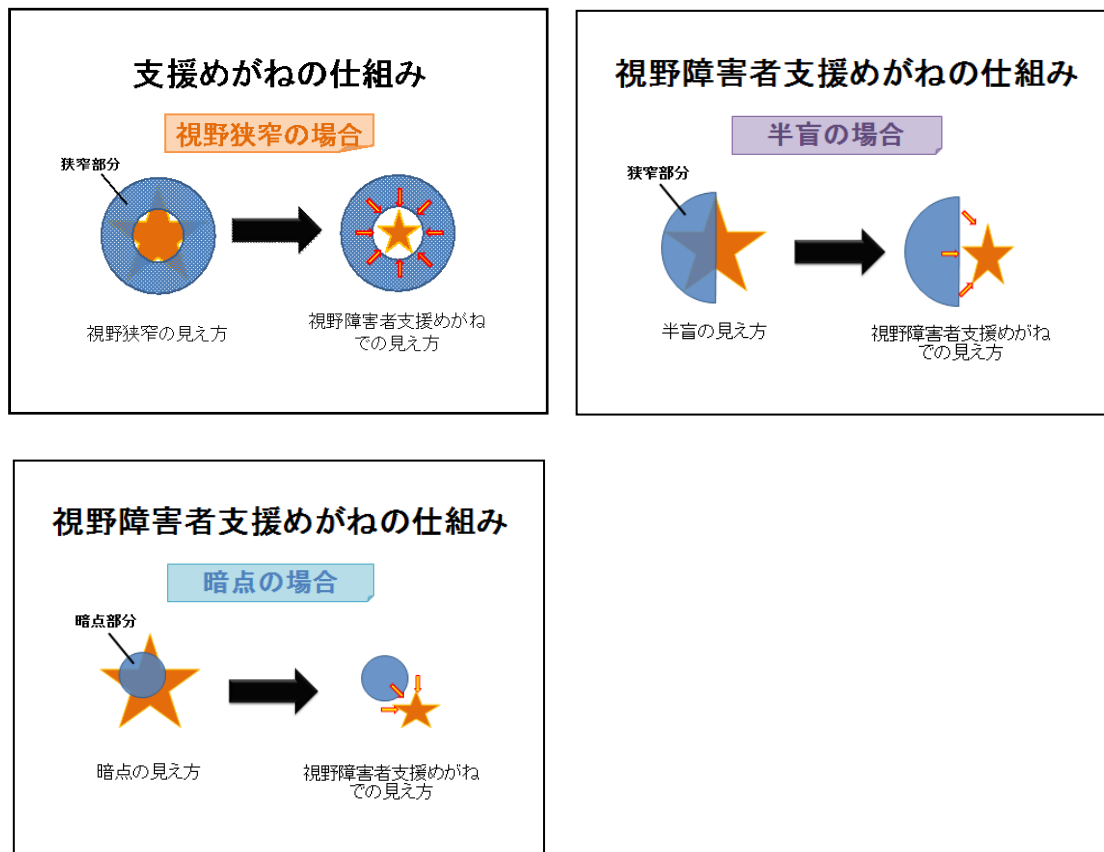 支援めがねの仕組み
視野狭窄の場合
狭窄部分
視野狭窄の見え方
視野障害者支援めがね
での見え方
視野障害者支援めがねの仕組み
半盲の場合
狭窄部分
半盲の見え方
視野障害者支援めがね
での見え方
視野障害者支援めがねの仕組み
暗点の場合
暗点部分
暗点の見え方
視野障害者支援めがね
での見え方